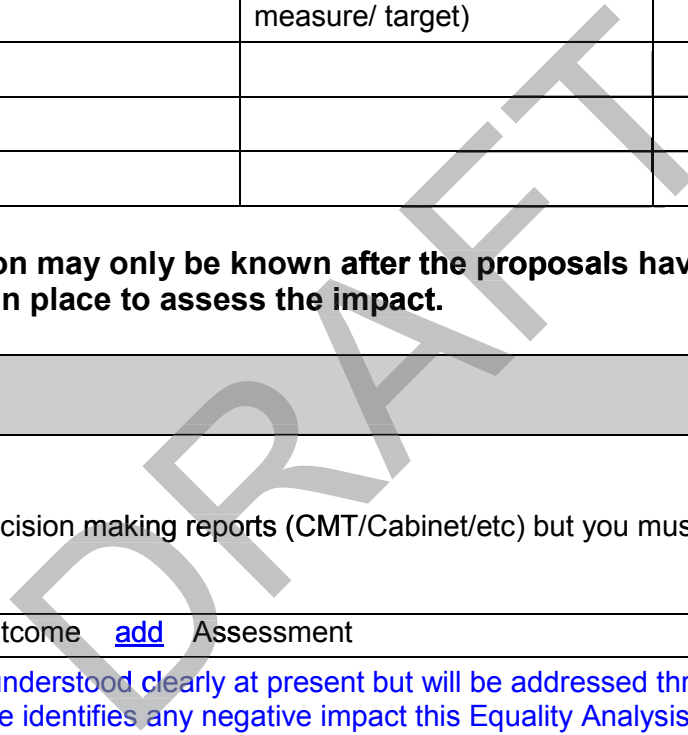 measure/ target)
on may only be known after the proposals hav
n place to assess the impact.
cision making reports (CMT/Cabinet/etc) but you mus
tcome add Assessment
understood clearly at present but will be addressed thr
e identifies any negative impact this Equality Analysis
DRAFT